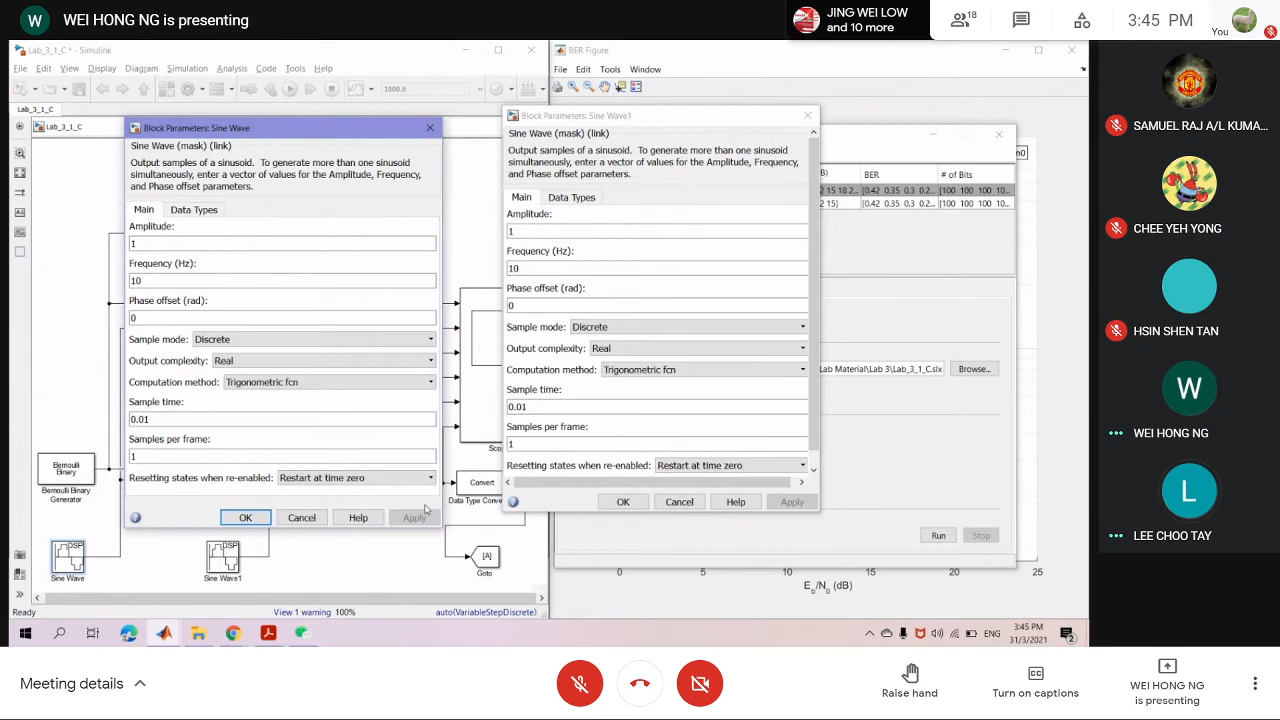 W WEI HONG NG is presenting
JING WEI LOW
and 10 more
18
3:45 PM
You
Lab_3_1_C * - Simulink
File Edit View Display Diagram Simulation Analysis Code Tools Help
1000.0
Lab_3_1_C
Lab_3_1_C
Block Parameters: Sine Wave
Sine Wave (mask) (link)
Output samples of a sinusoid. To generate more than one sinusoid
simultaneously, enter a vector of values for the Amplitude, Frequency,
and Phase offset parameters.
Main Data Types
Amplitude:
1
Frequency (Hz):
10
Phase offset (rad):
0
Sample mode: Discrete
Output complexity: Real
Computation method: Trigonometric fcn
Sample time:
0.01
Samples per frame:
1
Resetting states when re-enabled: Restart at time zero
OK Cancel Help Apply
Bernoulli
Binary
Bernoulli Binary
Generator
DSP
Sine Wave
DSP
Sine Wave1
Sco
Convert
Data Type Conve
[A]
Goto
Ready View 1 warning 100% auto(VariableStepDiscrete)
BER Figure
File Edit Tools Window
Block Parameters: Sine Wave1
Sine Wave (mask) (link)
Output samples of a sinusoid. To generate more than one sinusoid
simultaneously, enter a vector of values for the Amplitude, Frequency,
and Phase offset parameters.
Main Data Types
Amplitude:
1
Frequency (Hz):
10
Phase offset (rad):
0
Sample mode: Discrete
Output complexity: Real
Computation method: Trigonometric fcn
Sample time:
0.01
Samples per frame:
1
Resetting states when re-enabled: Restart at time zero
OK Cancel Help Apply
B) BER # of Bits
2 15 18 2... [0.42 0.35 0.3 0.2... [100 100 100 10...
2 15] [0.42 0.35 0.3 0.2... [100 100 100 10...
Lab Material\Lab 3\Lab_3_1_C.slx Browse...
Run Stop
0 5 10 15 20 25
Eb/N0 (dB)
ENG
3:45 PM
31/3/2021
2
SAMUEL RAJ A/L KUMA...
CHEE YEH YONG
HSIN SHEN TAN
W
WEI HONG NG
L
LEE CHOO TAY
Meeting details
Raise hand
Turn on captions
WEI HONG NG
is presenting